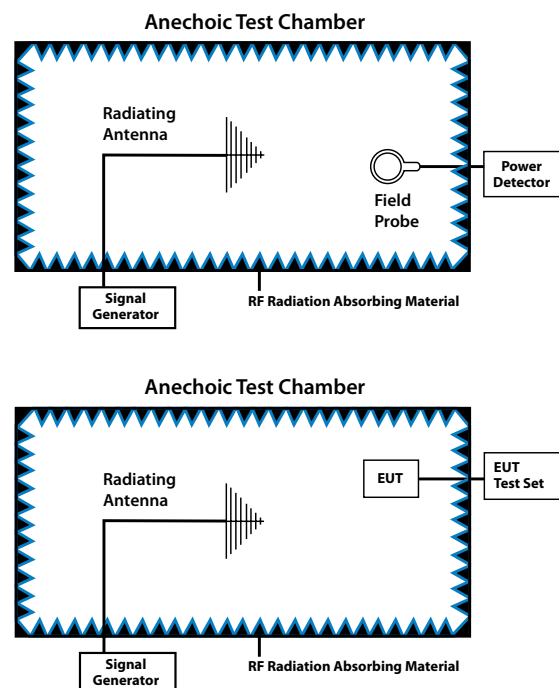 Anechoic Test Chamber
Radiating
Antenna
Field
Probe
Power
Detector
Signal
Generator
RF Radiation Absorbing Material
Anechoic Test Chamber
Radiating
Antenna
EUT
EUT
Test Set
Signal
Generator
RF Radiation Absorbing Material